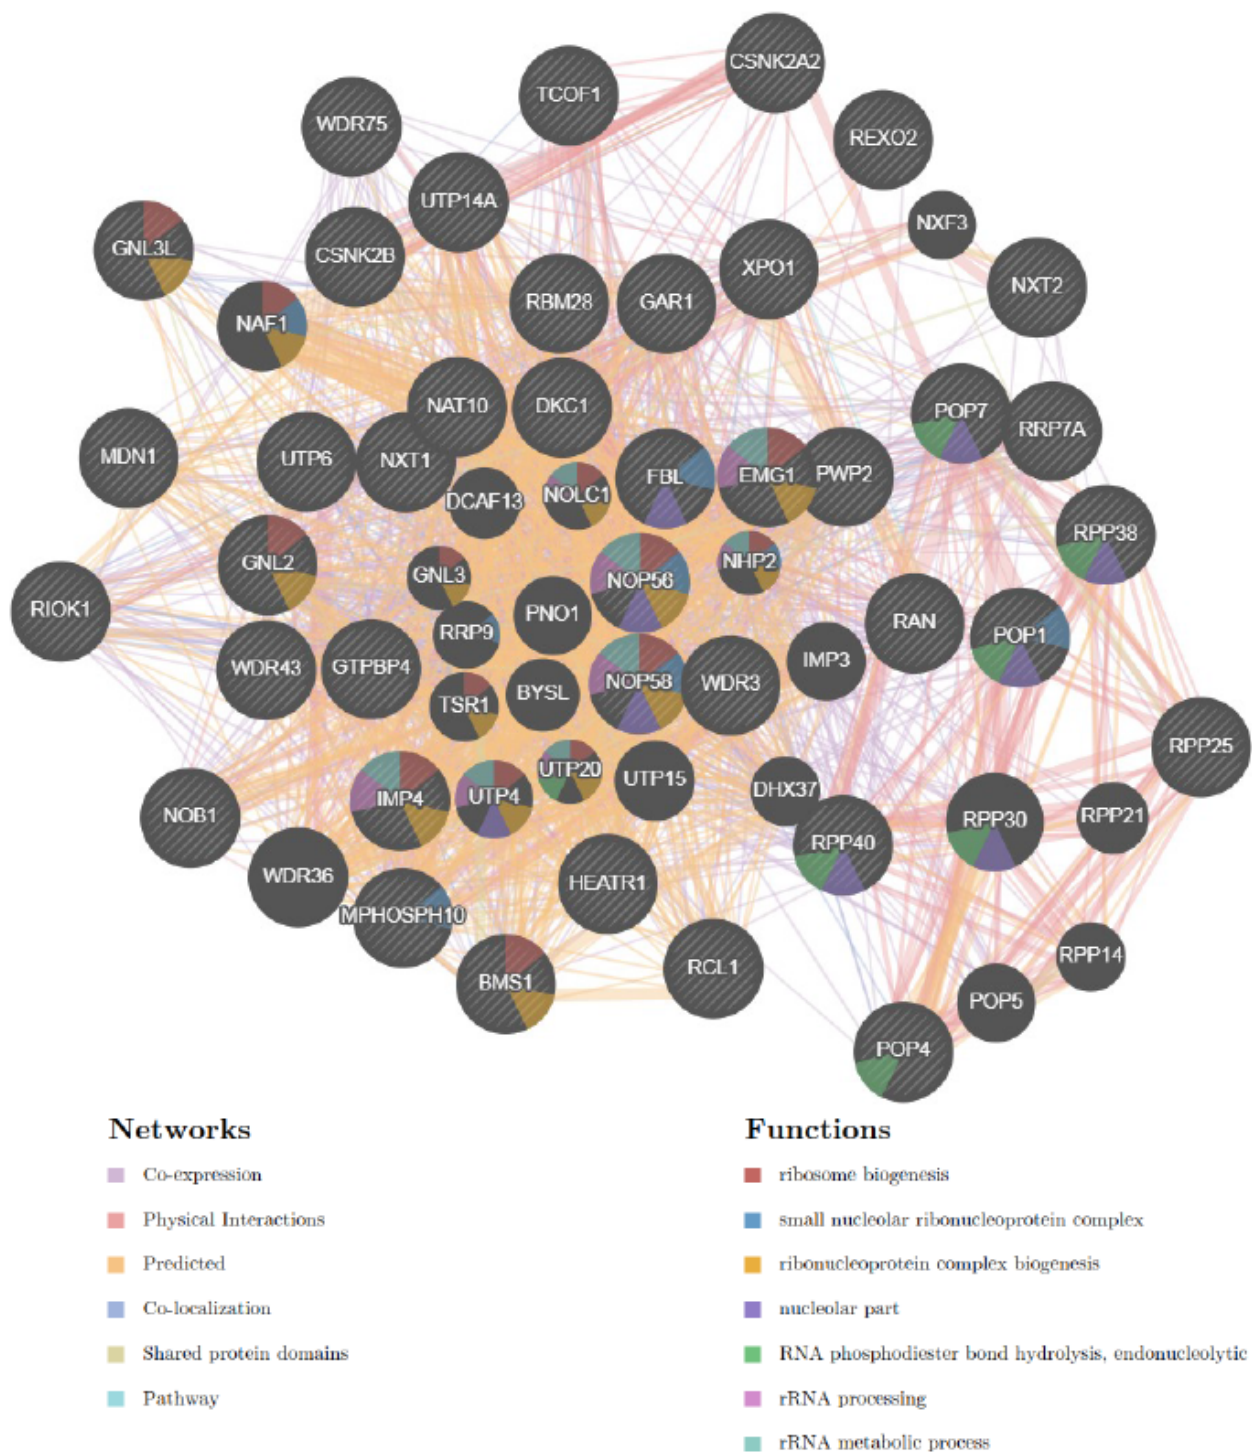 CSNK2A2
TCOF1
WDR75
REXO2
UTP14A
NXF3
GNL3L
CSNK2B
XPO1
NXT2
RBM28
GAR1
NAF1
NAT10
DKC1
POP7
RRP7A
MDN1
UTP6
NXT1
FBL
EMG1
PWP2
DCAF13
NOLC1
RPP38
GNL2
GNL3
NOP56
NHP2
RIOK1
PNO1
RRP9
RAN
POP1
WDR43
GTPBP4
IMP3
NOP58
WDR3
TSR1
BYSL
RPP25
UTP20
UTP15
DHX37
IMP4
UTP4
NOB1
RPP30
RPP21
RPP40
WDR36
HEATR1
MPHOSPH10
RPP14
BMS1
RCL1
POP5
POP4
Networks
Co-expression
Physical Interactions
Predicted
Co-localization
Shared protein domains
Pathway
Functions
ribosome biogenesis
small nucleolar ribonucleoprotein complex
ribonucleoprotein complex biogenesis
nucleolar part
RNA phosphodiester bond hydrolysis, endonucleolytic
rRNA processing
rRNA metabolic process